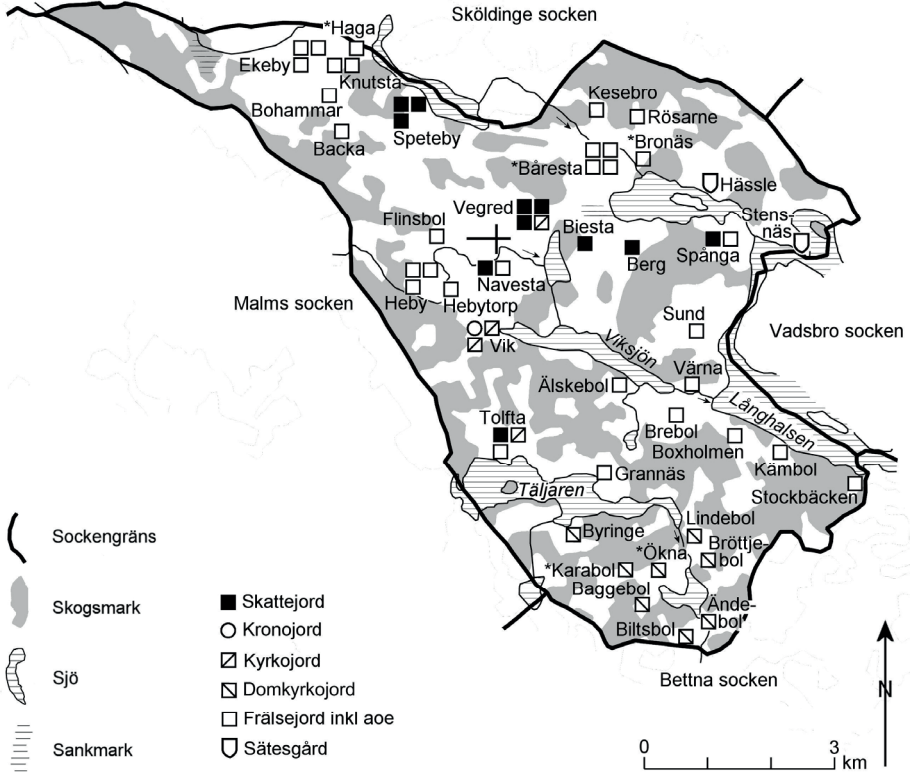 Sköldinge socken
*Haga
Ekeby
Knutsta
Bohammar
Speteby
Backa
Kesebro
Rösarne
*Bronäs
*Båresta
Hässle
Vegred
Stens-
näs
Flinsbol
Biesta
Berg
Spånga
Navesta
Heby
Hebytorp
Malms socken
Sund
Vadsbro socken
Vik
Viksjön
Värna
Älskebol
Långhalsen
Tolfta
Brebol
Boxholmen
Kämbol
Grannäs
Stockbäcken
Täljaren
Lindebol
Byringe
Bröttje-
bol
*Ökna
*Karabol
Baggebol
Ände-
bol
Biltsbol
Bettna socken
Sockengräns
Skogsmark
Sjö
Sankmark
Skattejord
Kronojord
Kyrkojord
Domkyrkojord
Frälsejord inkl aoe
Sätesgård
N
0 3
km